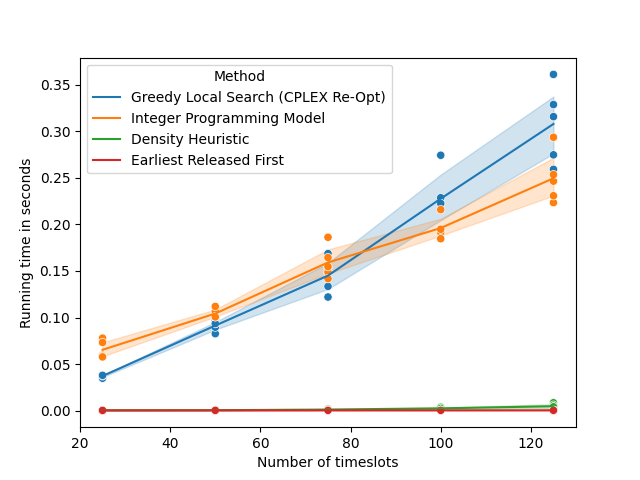 Method
Greedy Local Search (CPLEX Re-Opt)
Integer Programming Model
Density Heuristic
Earliest Released First
0.35
0.30
0.25
0.20
0.15
0.10
0.05
0.00
Running time in seconds
20 40 60 80 100 120
Number of timeslots